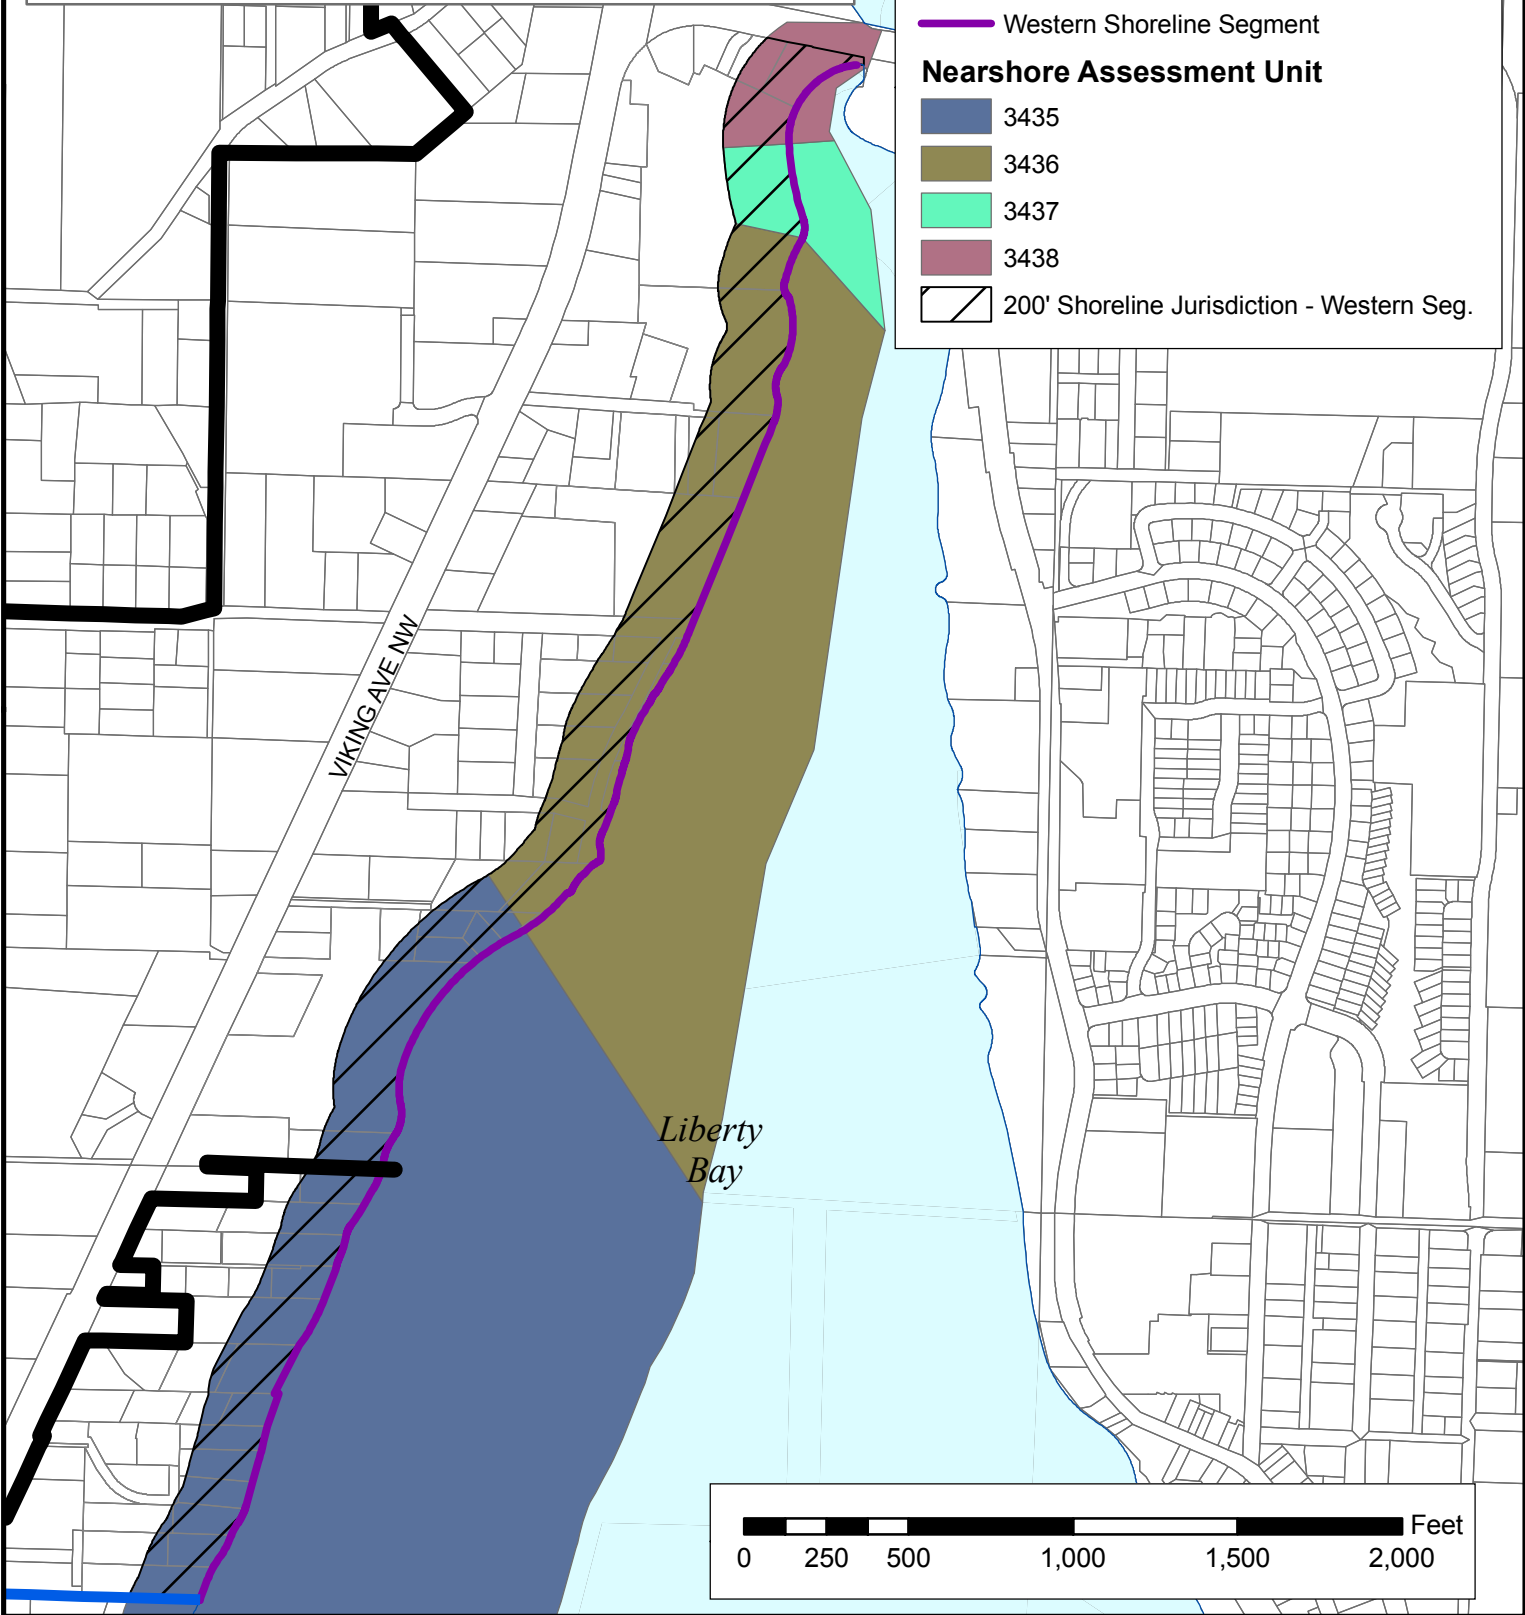 Western Shoreline Segment
Nearshore Assessment Unit
3435
3436
3437
3438
200' Shoreline Jurisdiction - Western Seg.
VIKING AVE NW
Liberty
Bay
Feet
0 250 500 1,000 1,500 2,000